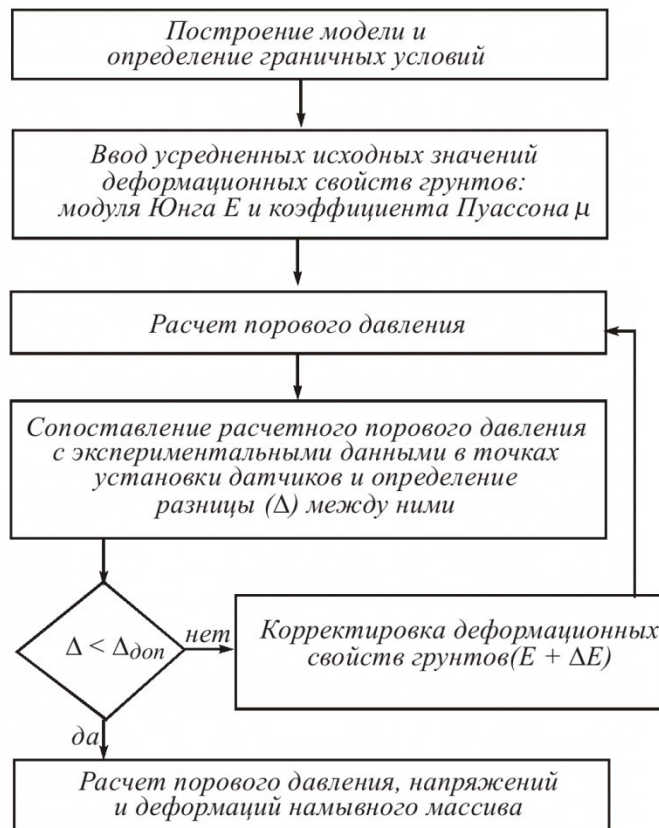 Построение модели и
определение граничных условий
Ввод усредненных исходных значений
деформационных свойств грунтов:
модуля Юнга E и коэффициента Пуассона μ
Расчет порового давления
Сопоставление расчетного порового давления
с экспериментальными данными в точках
установки датчиков и определение
разницы (Δ) между ними
Δ < Δдоп
нет
Корректировка деформационных
свойств грунтов(E + ΔE)
да
Расчет порового давления, напряжений
и деформаций намывного массива